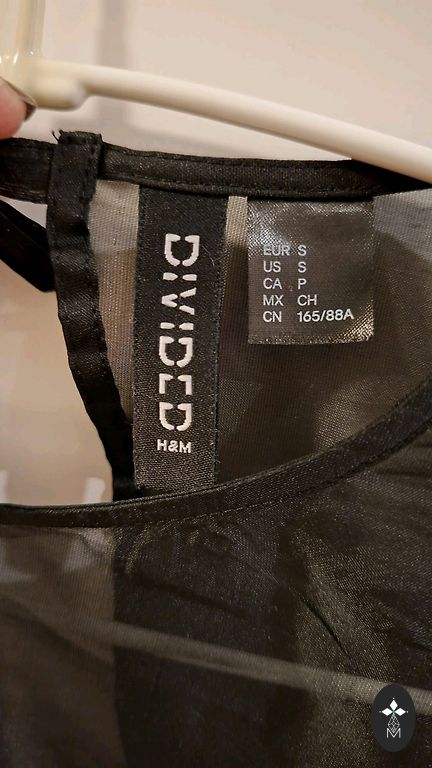 DIVIDED
H&M
EUR S
US S
CA P
MX CH
CN 165/88A
M